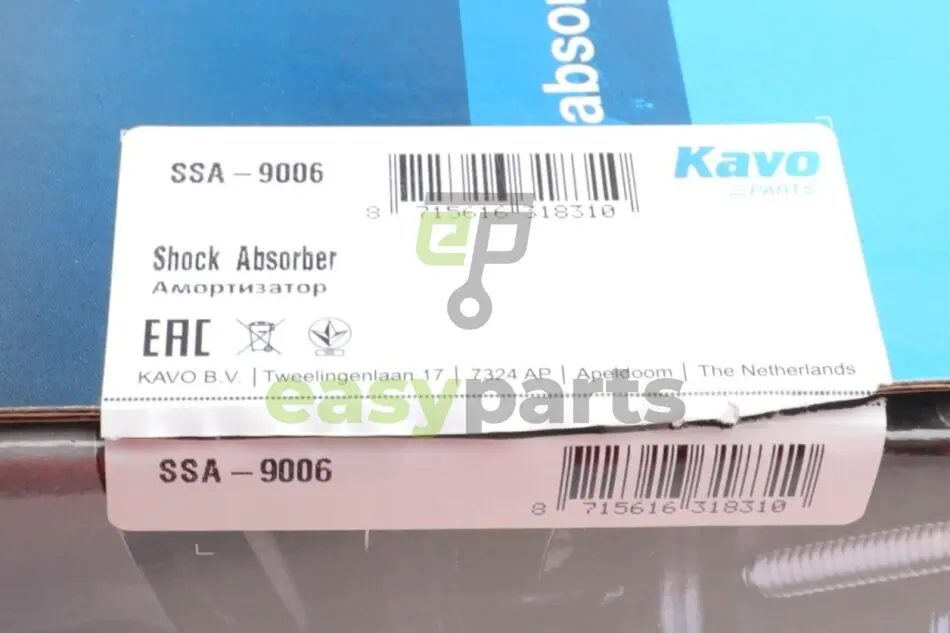 absor
SSA – 9006
Kavo
PARTS
8 715616 318310
Shock Absorber
Амортизатор
EAC
KAVO B.V. | Tweelingenlaan 17 | 7324 AP | Apeldoom | The Netherlands
easyparts
SSA – 9006
8 715616 318310